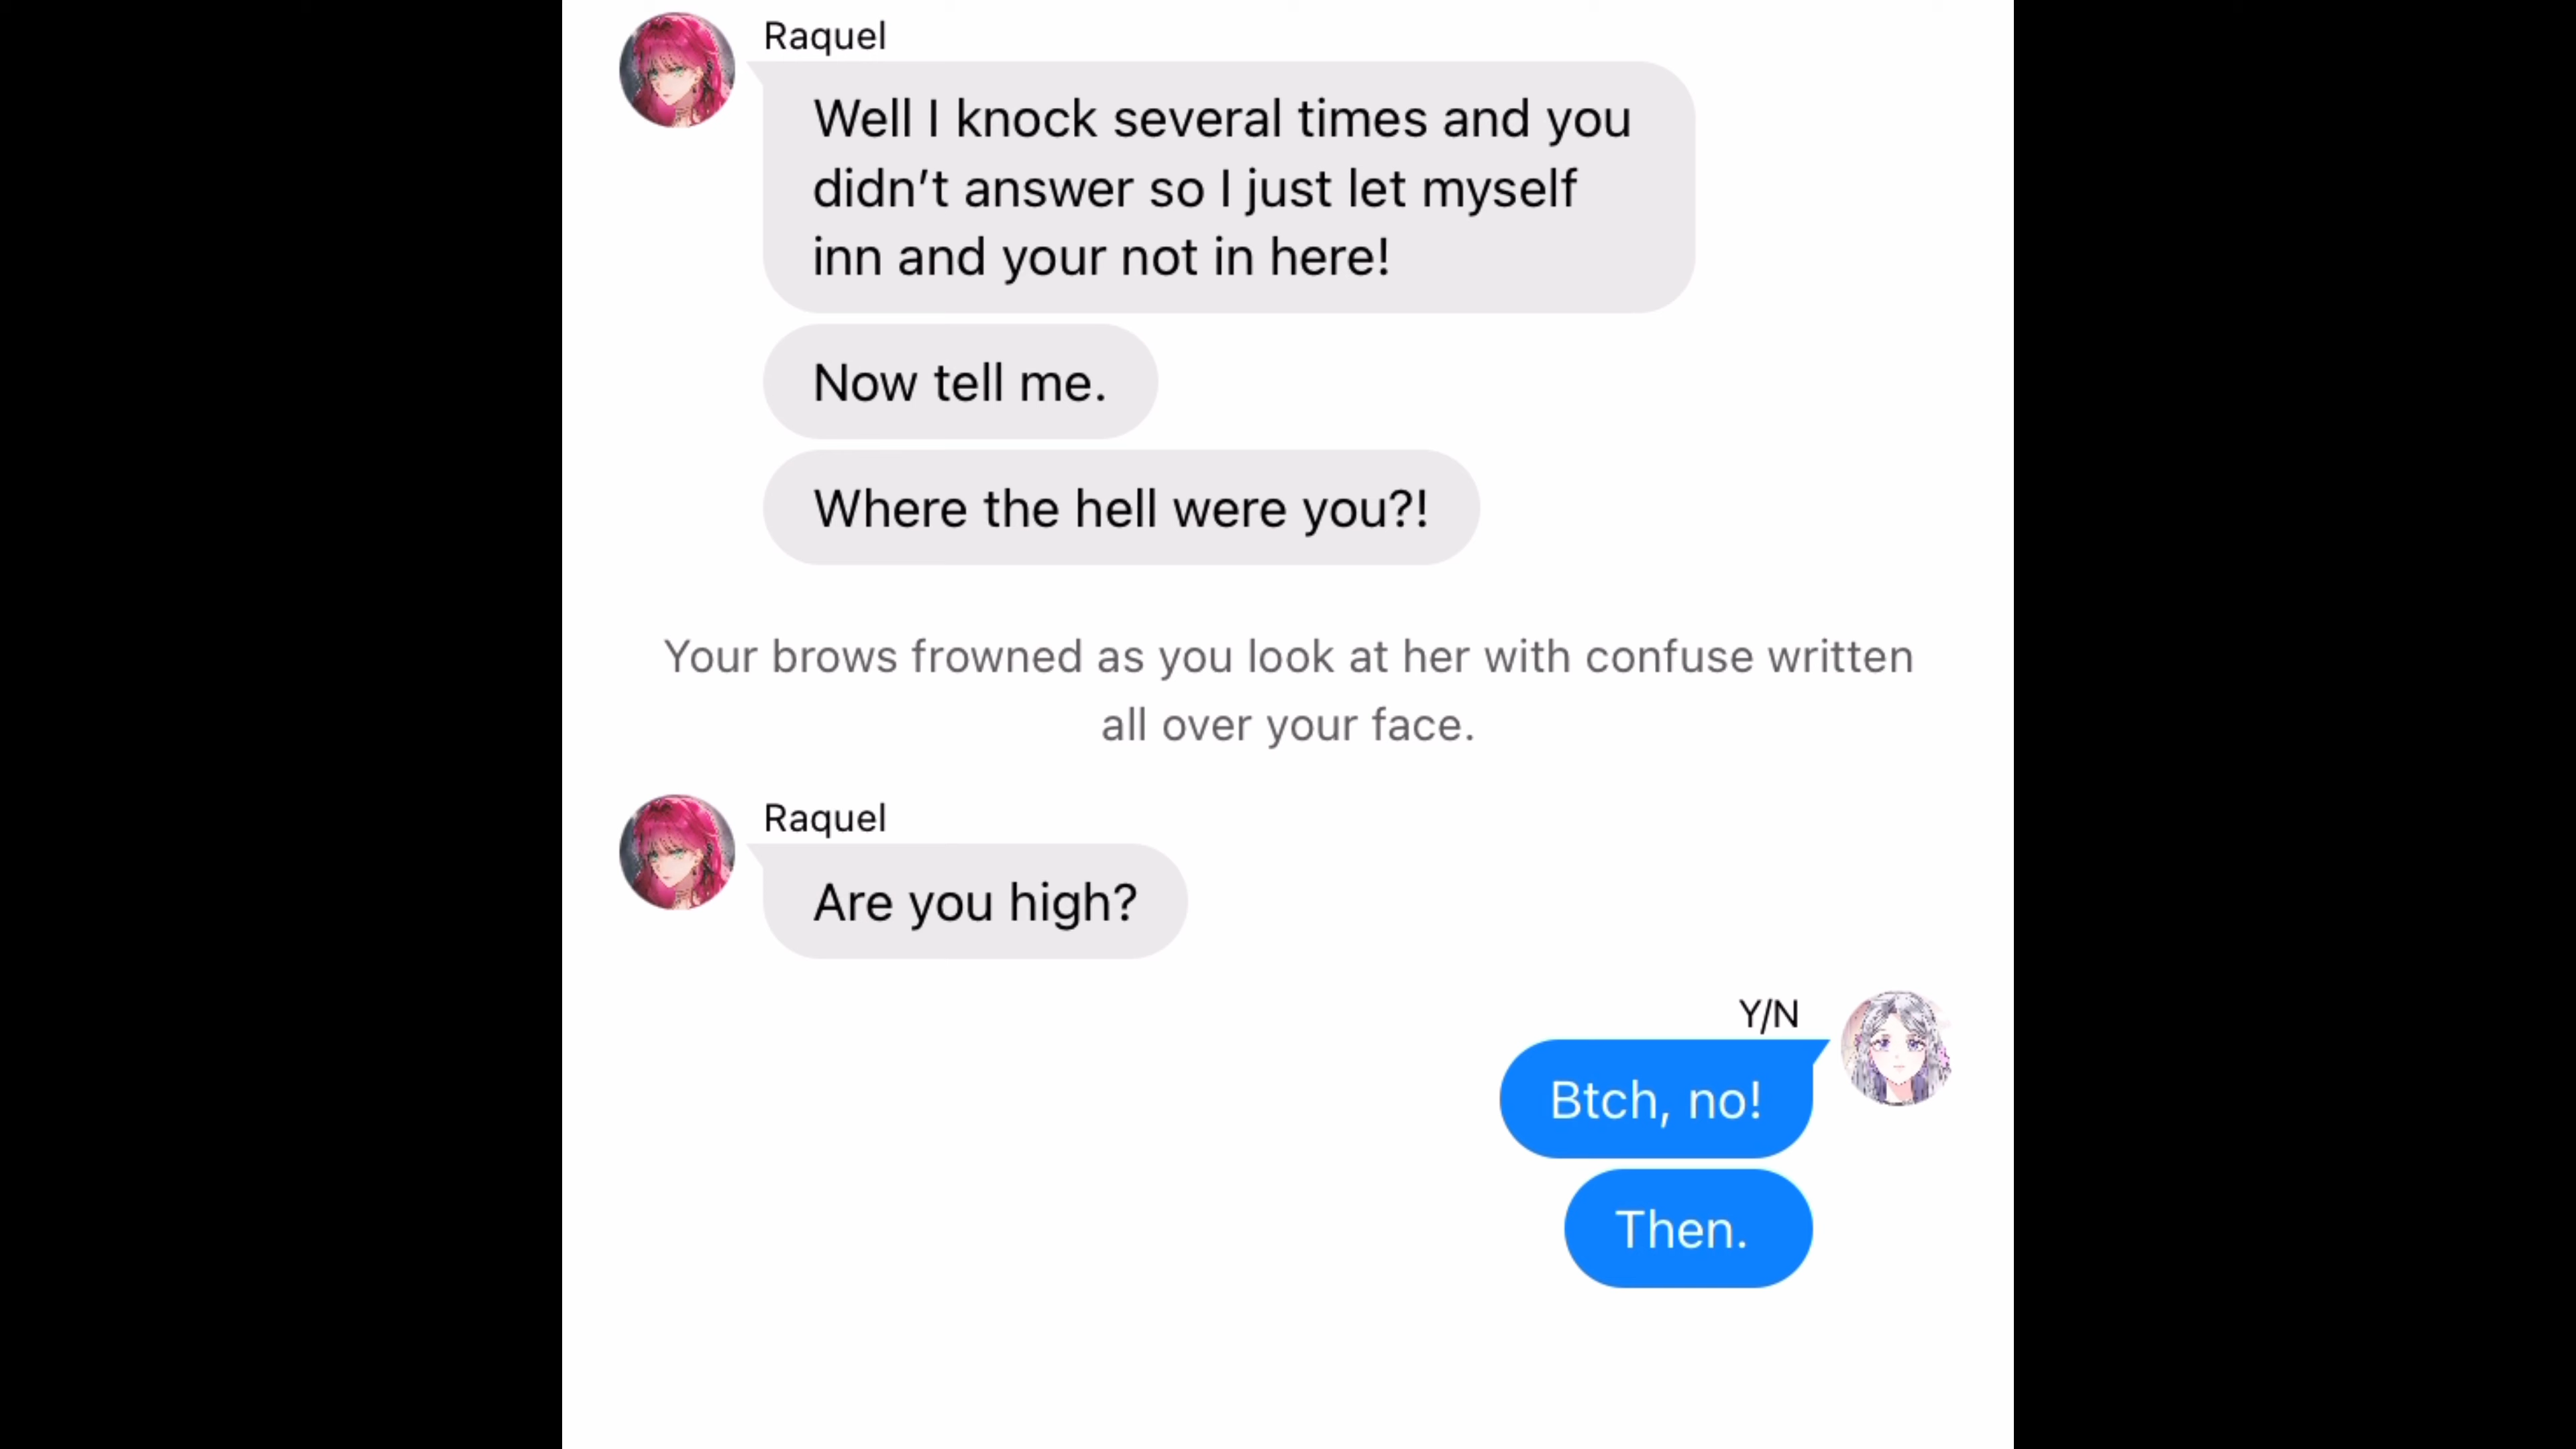 Raquel
Well I knock several times and you
didn't answer so I just let myself
inn and your not in here!
Now tell me.
Where the hell were you?!
Your brows frowned as you look at her with confuse written
all over your face.
Raquel
Are you high?
Y/N
Btch, no!
Then.